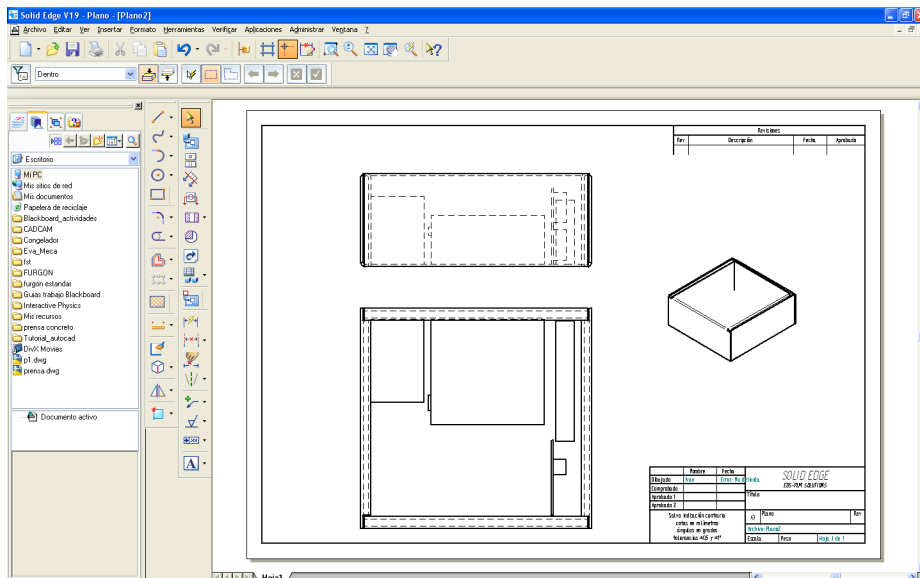 Solid Edge V19 - Plano - [Plano2]
Archivo Editar Ver Insertar Formato Herramientas Verificar Aplicaciones Administrar Ventana ?
Dentro
Escritorio
Mi PC
Mis sitios de red
Mis documentos
Papelera de reciclaje
Blackboard_actividades
CADCAM
Congelador
Eva_Meca
fst
FURGON
furgon estandar
Guias trabajo Blackboard
Interactive Physics
Mis recursos
prensa concreto
Tutorial_autocad
DivX Movies
p1.dwg
prensa.dwg
Documento activo
Revisiones
Rev Descripción Fecha Aprobado
Nombre Fecha
Dibujado Error: No definida.
Comprobado
Aprobado 1
Aprobado 2
SOLID EDGE
EDS-PLM SOLUTIONS
Título
A3 Plano Rev
Archivo: Plano2
Escala Peso Hoja 1 de 1
Salvo indicación contraria
cotas en milímetros
ángulos en grados
tolerancias ±0,5 y ±1º
Hoja1